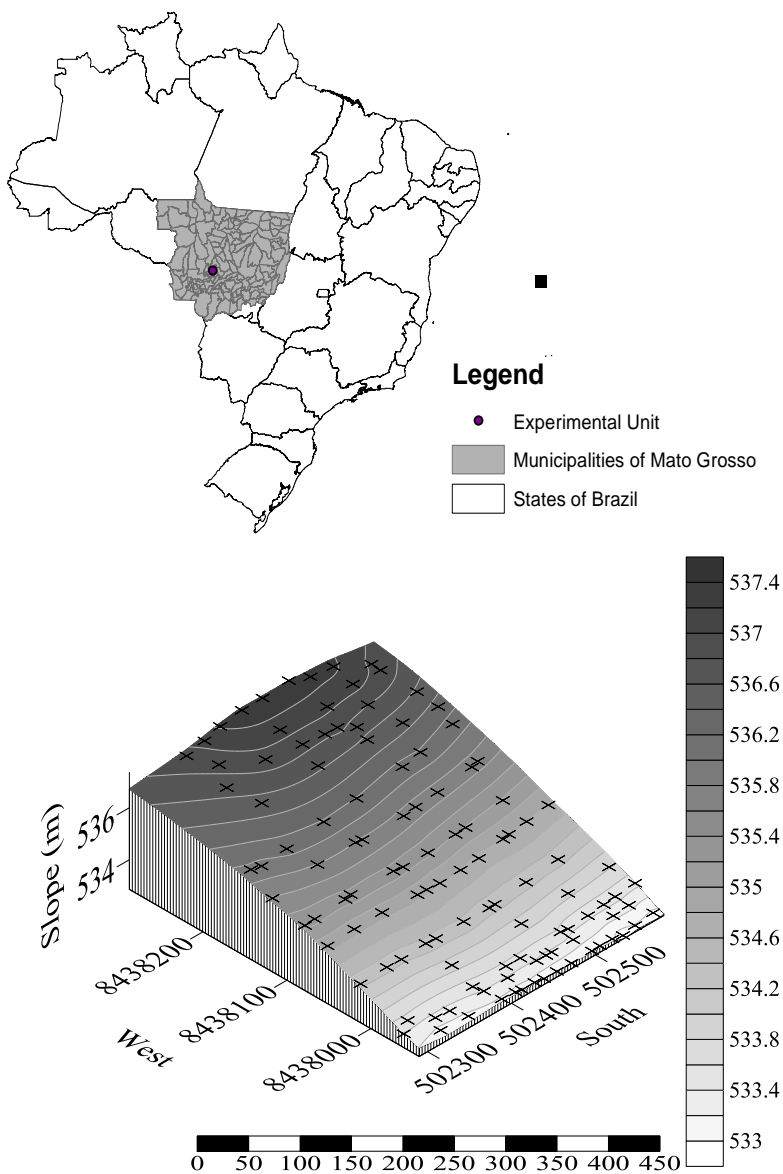 Legend
Experimental Unit
Municipalities of Mato Grosso
States of Brazil
537.4
537
536.6
536.2
535.8
535.4
535
534.6
534.2
533.8
533.4
533
Slope (m)
536
534
8438200
8438100
8438000
West
502300
502400
502500
South
0 50 100 150 200 250 300 350 400 450